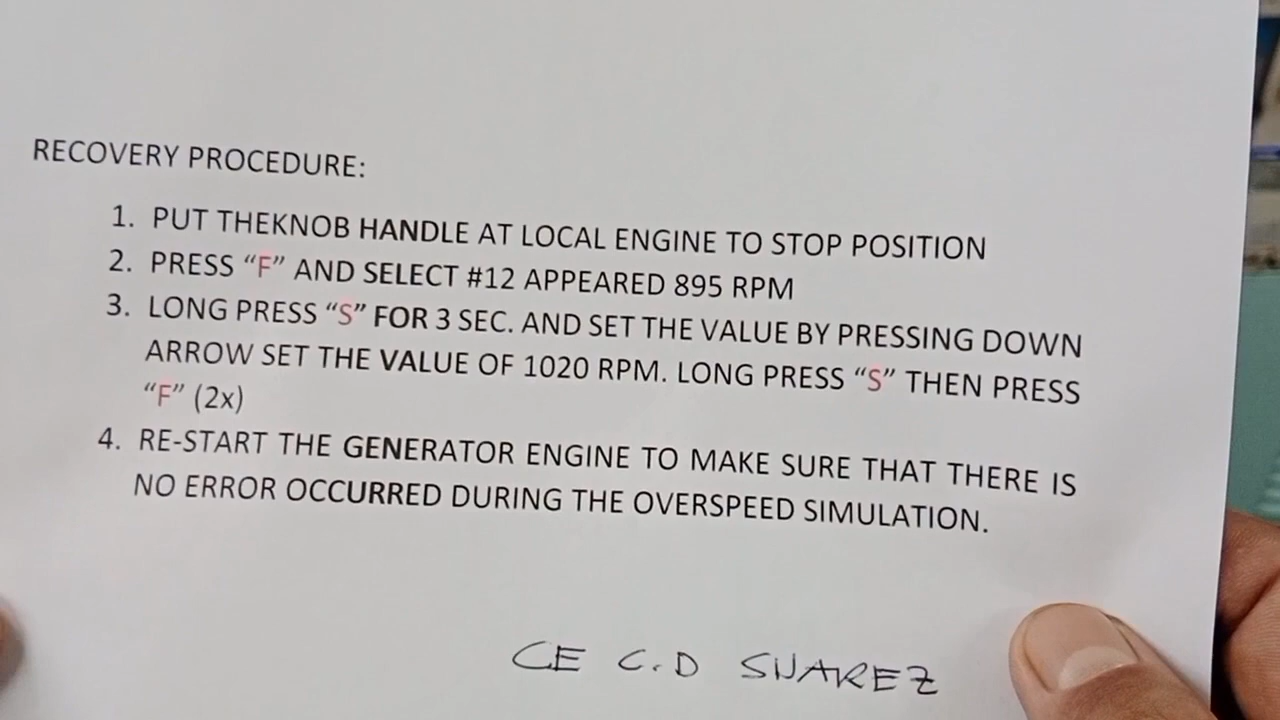 RECOVERY PROCEDURE:
1. PUT THEKNOB HANDLE AT LOCAL ENGINE TO STOP POSITION
2. PRESS “F” AND SELECT #12 APPEARED 895 RPM
3. LONG PRESS “S” FOR 3 SEC. AND SET THE VALUE BY PRESSING DOWN
ARROW SET THE VALUE OF 1020 RPM. LONG PRESS “S” THEN PRESS
“F” (2x)
4. RE-START THE GENERATOR ENGINE TO MAKE SURE THAT THERE IS
NO ERROR OCCURRED DURING THE OVERSPEED SIMULATION.
CE C.D SUAREZ